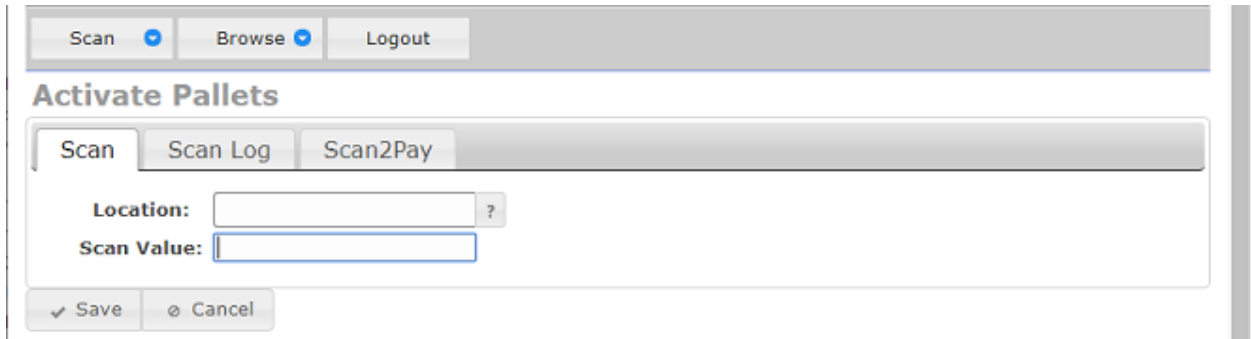 Scan Browse Logout
Activate Pallets
Scan Scan Log Scan2Pay
Location: ?
Scan Value:
Save Cancel